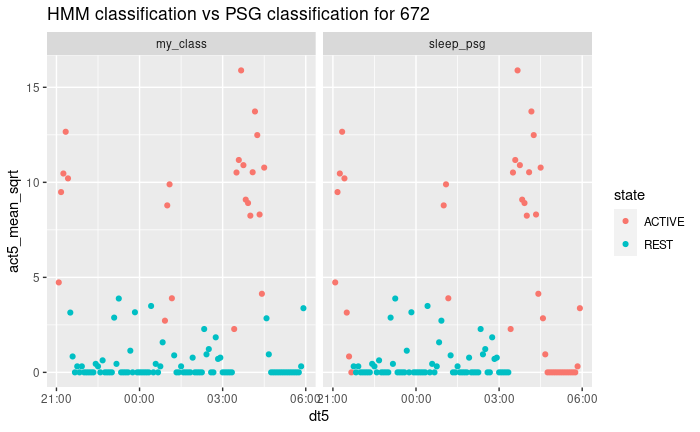 HMM classification vs PSG classification for 672
my_class
sleep_psg
act5_mean_sqrt
15
10
5
0
21:00
00:00
03:00
06:00
21:00
00:00
03:00
06:00
dt5
state
ACTIVE
REST